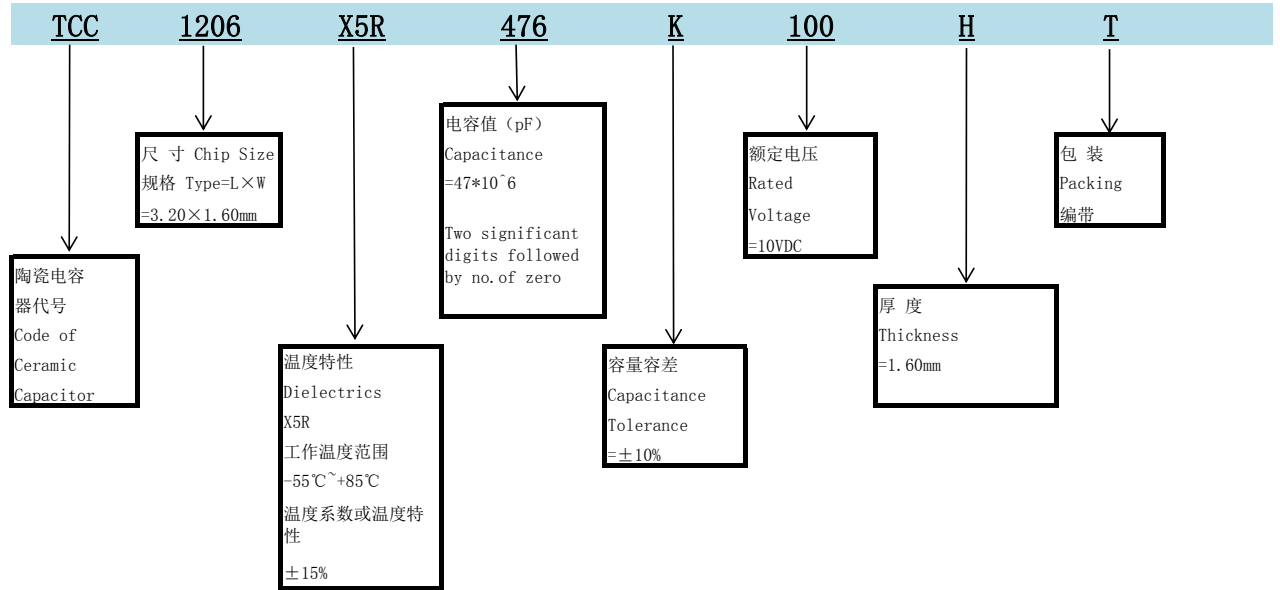 TCC 1206 X5R 476 K 100 H T
陶瓷电容
器代号
Code of
Ceramic
Capacitor
尺 寸 Chip Size
规格 Type=L×W
=3.20×1.60mm
温度特性
Dielectrics
X5R
工作温度范围
-55℃~+85℃
温度系数或温度特
性
±15%
电容值（pF）
Capacitance
=47*10^6
Two significant
digits followed
by no.of zero
容量容差
Capacitance
Tolerance
=±10%
额定电压
Rated
Voltage
=10VDC
厚 度
Thickness
=1.60mm
包 装
Packing
编带